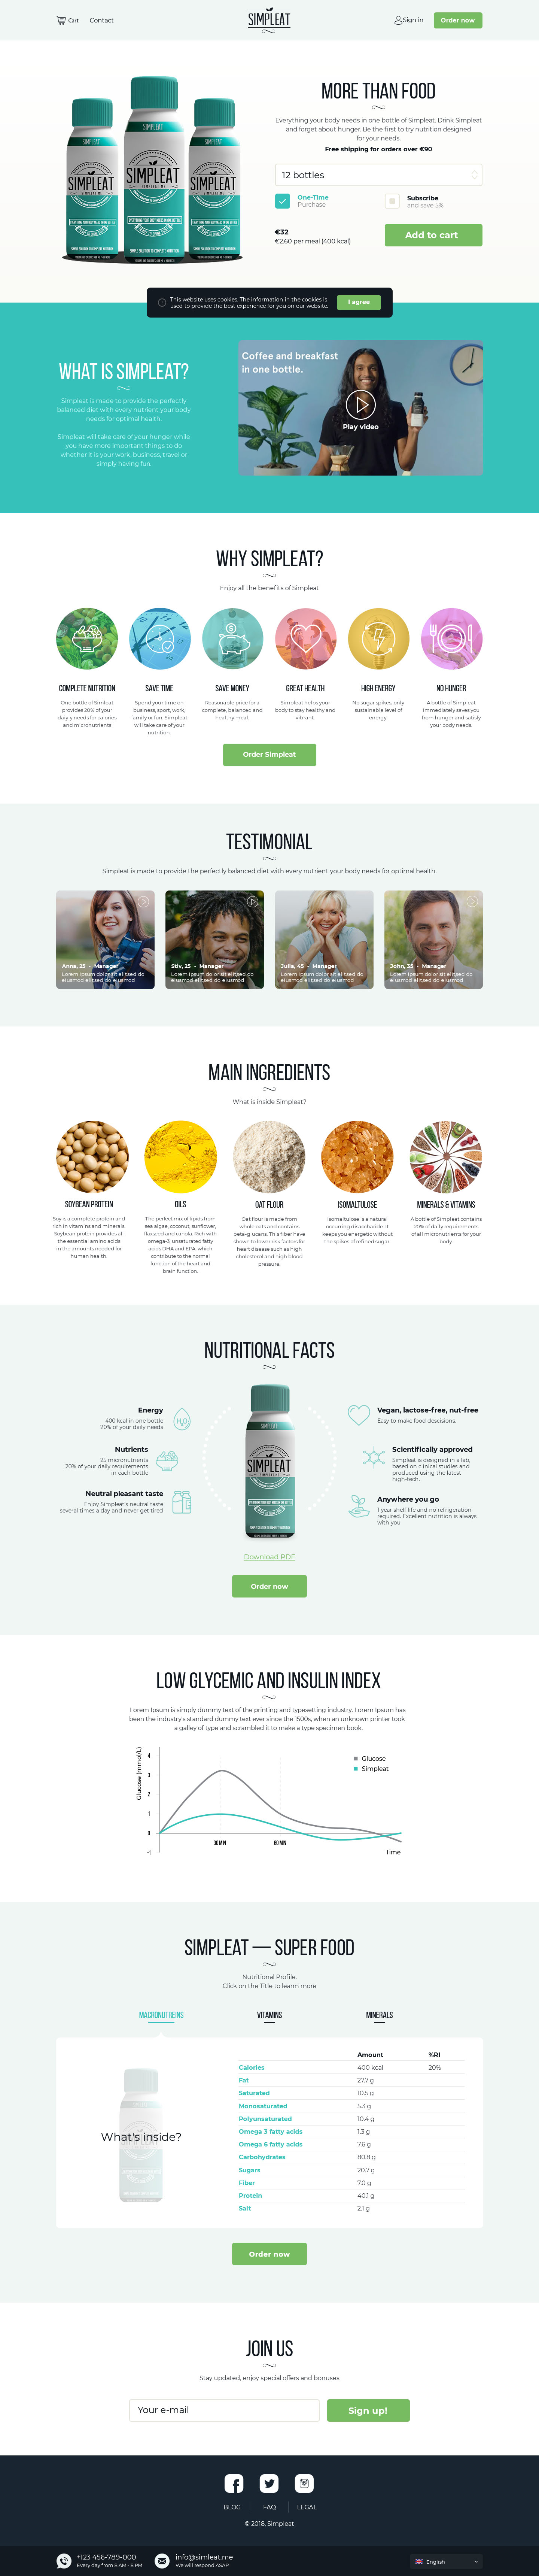 Cart
Contact
SIMPLEAT
Sign in
Order now
MORE THAN FOOD
Everything your body needs in one bottle of Simpleat. Drink Simpleat
and forget about hunger. Be the first to try nutrition designed
for your needs.
Free shipping for orders over €90
12 bottles
One-Time
Purchase
Subscribe
and save 5%
€32
€2,60 per meal (400 kcal)
Add to cart
SIMPLEAT
SIMPLEAT
SIMPLEAT
SIMPLEAT
SIMPLEAT
SIMPLEAT
This website uses cookies. The information in the cookies is
used to provide the best experience for you on our website.
I agree
WHAT IS SIMPLEAT?
Simpleat is made to provide the perfectly
balanced diet with every nutrient your body
needs for optimal health.
Simpleat will take care of your hunger while
you have more important things to do
whether it is your work, business, travel or
simply having fun.
Coffee and breakfast
in one bottle.
Play video
WHY SIMPLEAT?
Enjoy all the benefits of Simpleat
COMPLETE NUTRITION
One bottle of Simleat
provides 20% of your
daiyly needs for calories
and micronutrients
SAVE TIME
Spend your time on
business, sport, work,
family or fun. Simpleat
will take care of your
nutrition.
SAVE MONEY
Reasonable price for a
complete, balanced and
healthy meal.
GREAT HEALTH
Simpleat helps your
body to stay healthy and
vibrant.
HIGH ENERGY
No sugar spikes, only
sustainable level of
energy.
NO HUNGER
A bottle of Simpleat
immediately saves you
from hunger and satisfy
your body needs.
Order Simpleat
TESTIMONIAL
Simpleat is made to provide the perfectly balanced diet with every nutrient your body needs for optimal health.
Anna, 25 • Manager
Lorem ipsum dolor sit elitsed do
eiusmod elitsed do eiusmod
Stiv, 25 • Manager
Lorem ipsum dolor sit elitsed do
eiusmod elitsed do eiusmod
Julia, 45 • Manager
Lorem ipsum dolor sit elitsed do
eiusmod elitsed do eiusmod
John, 35 • Manager
Lorem ipsum dolor sit elitsed do
eiusmod elitsed do eiusmod
MAIN INGREDIENTS
What is inside Simpleat?
SOYBEAN PROTEIN
Soy is a complete protein and
rich in vitamins and minerals.
Soybean protein provides all
the essential amino acids
in the amounts needed for
human health.
OILS
The perfect mix of lipids from
sea algae, coconut, sunflower,
flaxseed and canola. Rich with
omega-3, unsaturated fatty
acids DHA and EPA, which
contribute to the normal
function of the heart and
brain function.
OAT FLOUR
Oat flour is made from
whole oats and contains
beta-glucans. This fiber have
shown to lower risk factors for
heart disease such as high
cholesterol and high blood
pressure.
ISOMALTULOSE
Isomaltulose is a natural
occurring disaccharide. It
keeps you energetic without
the spikes of refined sugar.
MINERALS & VITAMINS
A bottle of Simpleat contains
20% of daily requirements
of all micronutrients for your
body.
NUTRITIONAL FACTS
Energy
400 kcal in one bottle
20% of your daily needs
H₂O
Nutrients
25 micronutrients
20% of your daily requirements
in each bottle
Neutral pleasant taste
Enjoy Simpleat's neutral taste
several times a day and never get tired
SIMPLEAT
SIMPLEAT
Vegan, lactose-free, nut-free
Easy to make food descisions.
Scientifically approved
Simpleat is designed in a lab,
based on clinical studies and
produced using the latest
high-tech.
Anywhere you go
1-year shelf life and no refrigeration
required. Excellent nutrition is always
with you
Download PDF
Order now
LOW GLYCEMIC AND INSULIN INDEX
Lorem Ipsum is simply dummy text of the printing and typesetting industry. Lorem Ipsum has
been the industry's standard dummy text ever since the 1500s, when an unknown printer took
a galley of type and scrambled it to make a type specimen book.
Glucose (mmol/L)
4
3
2
1
0
-1
30 MIN
60 MIN
Glucose
Simpleat
Time
SIMPLEAT — SUPER FOOD
Nutritional Profile.
Click on the Title to learm more
MACRONUTREINS
VITAMINS
MINERALS
What's inside?
Amount %RI
Calories 400 kcal 20%
Fat 27.7 g
Saturated 10.5 g
Monosaturated 5.3 g
Polyunsaturated 10.4 g
Omega 3 fatty acids 1.3 g
Omega 6 fatty acids 7.6 g
Carbohydrates 80.8 g
Sugars 20.7 g
Fiber 7.0 g
Protein 40.1 g
Salt 2.1 g
Order now
JOIN US
Stay updated, enjoy special offers and bonuses
Your e-mail
Sign up!
BLOG
FAQ
LEGAL
© 2018, Simpleat
+123 456-789-000
Every day from 8 AM - 8 PM
info@simleat.me
We will respond ASAP
English